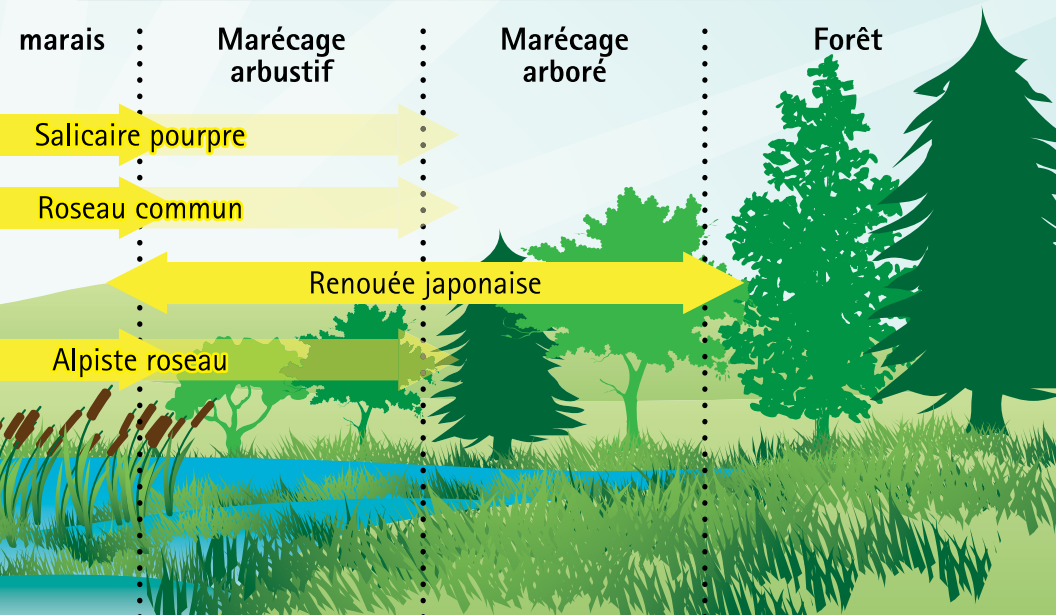 marais
Marécage
arbustif
Marécage
arboré
Forêt
Salicaire pourpre
Roseau commun
Renouée japonaise
Alpiste roseau